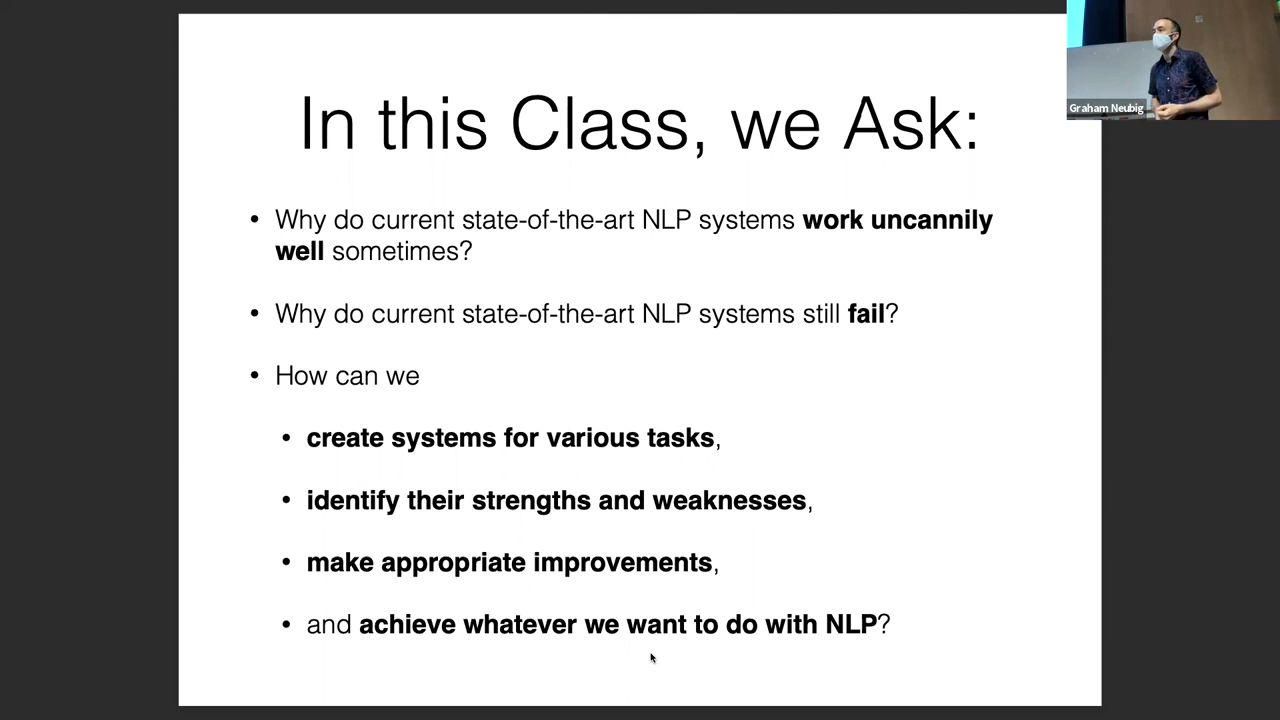 In this Class, we Ask:
Graham Neubig
• Why do current state-of-the-art NLP systems work uncannily
well sometimes?
• Why do current state-of-the-art NLP systems still fail?
• How can we
• create systems for various tasks,
• identify their strengths and weaknesses,
• make appropriate improvements,
• and achieve whatever we want to do with NLP?